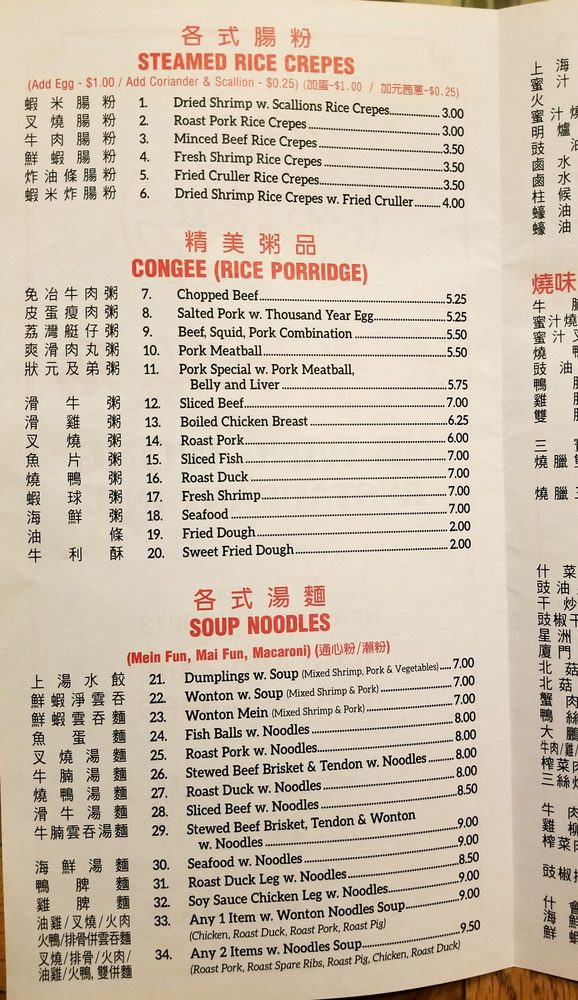 各式腸粉
STEAMED RICE CREPES
(Add Egg - $1.00 / Add Coriander & Scallion - $0.25) (加蛋-$1.00 / 加元茜蔥-$0.25)
蝦米腸粉 1. Dried Shrimp w. Scallions Rice Crepes 3.00
叉燒腸粉 2. Roast Pork Rice Crepes 3.00
牛肉腸粉 3. Minced Beef Rice Crepes 3.50
鮮蝦腸粉 4. Fresh Shrimp Rice Crepes 3.50
炸油條腸粉 5. Fried Cruller Rice Crepes 3.50
蝦米炸腸粉 6. Dried Shrimp Rice Crepes w. Fried Cruller 4.00
精美粥品
CONGEE (RICE PORRIDGE)
免冶牛肉粥 7. Chopped Beef 5.25
皮蛋瘦肉粥 8. Salted Pork w. Thousand Year Egg 5.25
荔灣艇仔粥 9. Beef, Squid, Pork Combination 5.50
爽滑肉丸粥 10. Pork Meatball 5.50
狀元及弟粥 11. Pork Special w. Pork Meatball,
Belly and Liver 5.75
滑牛粥 12. Sliced Beef 7.00
滑雞粥 13. Boiled Chicken Breast 6.25
叉燒粥 14. Roast Pork 6.00
魚片粥 15. Sliced Fish 7.00
燒鴨粥 16. Roast Duck 7.00
蝦球粥 17. Fresh Shrimp 7.00
海鮮粥 18. Seafood 7.00
油條 19. Fried Dough 2.00
牛利酥 20. Sweet Fried Dough 2.00
各式湯麵
SOUP NOODLES
(Mein Fun, Mai Fun, Macaroni) (通心粉/瀨粉)
上湯水餃 21. Dumplings w. Soup (Mixed Shrimp, Pork & Vegetables) 7.00
鮮蝦淨雲吞 22. Wonton w. Soup (Mixed Shrimp & Pork) 7.00
鮮蝦雲吞麵 23. Wonton Mein (Mixed Shrimp & Pork) 7.00
魚蛋麵 24. Fish Balls w. Noodles 8.00
叉燒湯麵 25. Roast Pork w. Noodles 8.00
牛腩湯麵 26. Stewed Beef Brisket & Tendon w. Noodles 8.00
燒鴨湯麵 27. Roast Duck w. Noodles 8.00
滑牛湯麵 28. Sliced Beef w. Noodles 8.50
牛腩雲吞湯麵 29. Stewed Beef Brisket, Tendon & Wonton
w. Noodles 9.00
海鮮湯麵 30. Seafood w. Noodles 9.00
鴨脾麵 31. Roast Duck Leg w. Noodles 8.50
雞脾麵 32. Soy Sauce Chicken Leg w. Noodles 9.00
油雞/叉燒/火肉 33. Any 1 Item w. Wonton Noodles Soup 9.00
火鴨/排骨併雲吞麵 (Chicken, Roast Duck, Roast Pork, Roast Pig)
叉燒/排骨/火肉/ 34. Any 2 Items w. Noodles Soup 9.50
油雞/火鴨, 雙併麵 (Roast Pork, Roast Spare Ribs, Roast Pig, Chicken, Roast Duck)
燒味